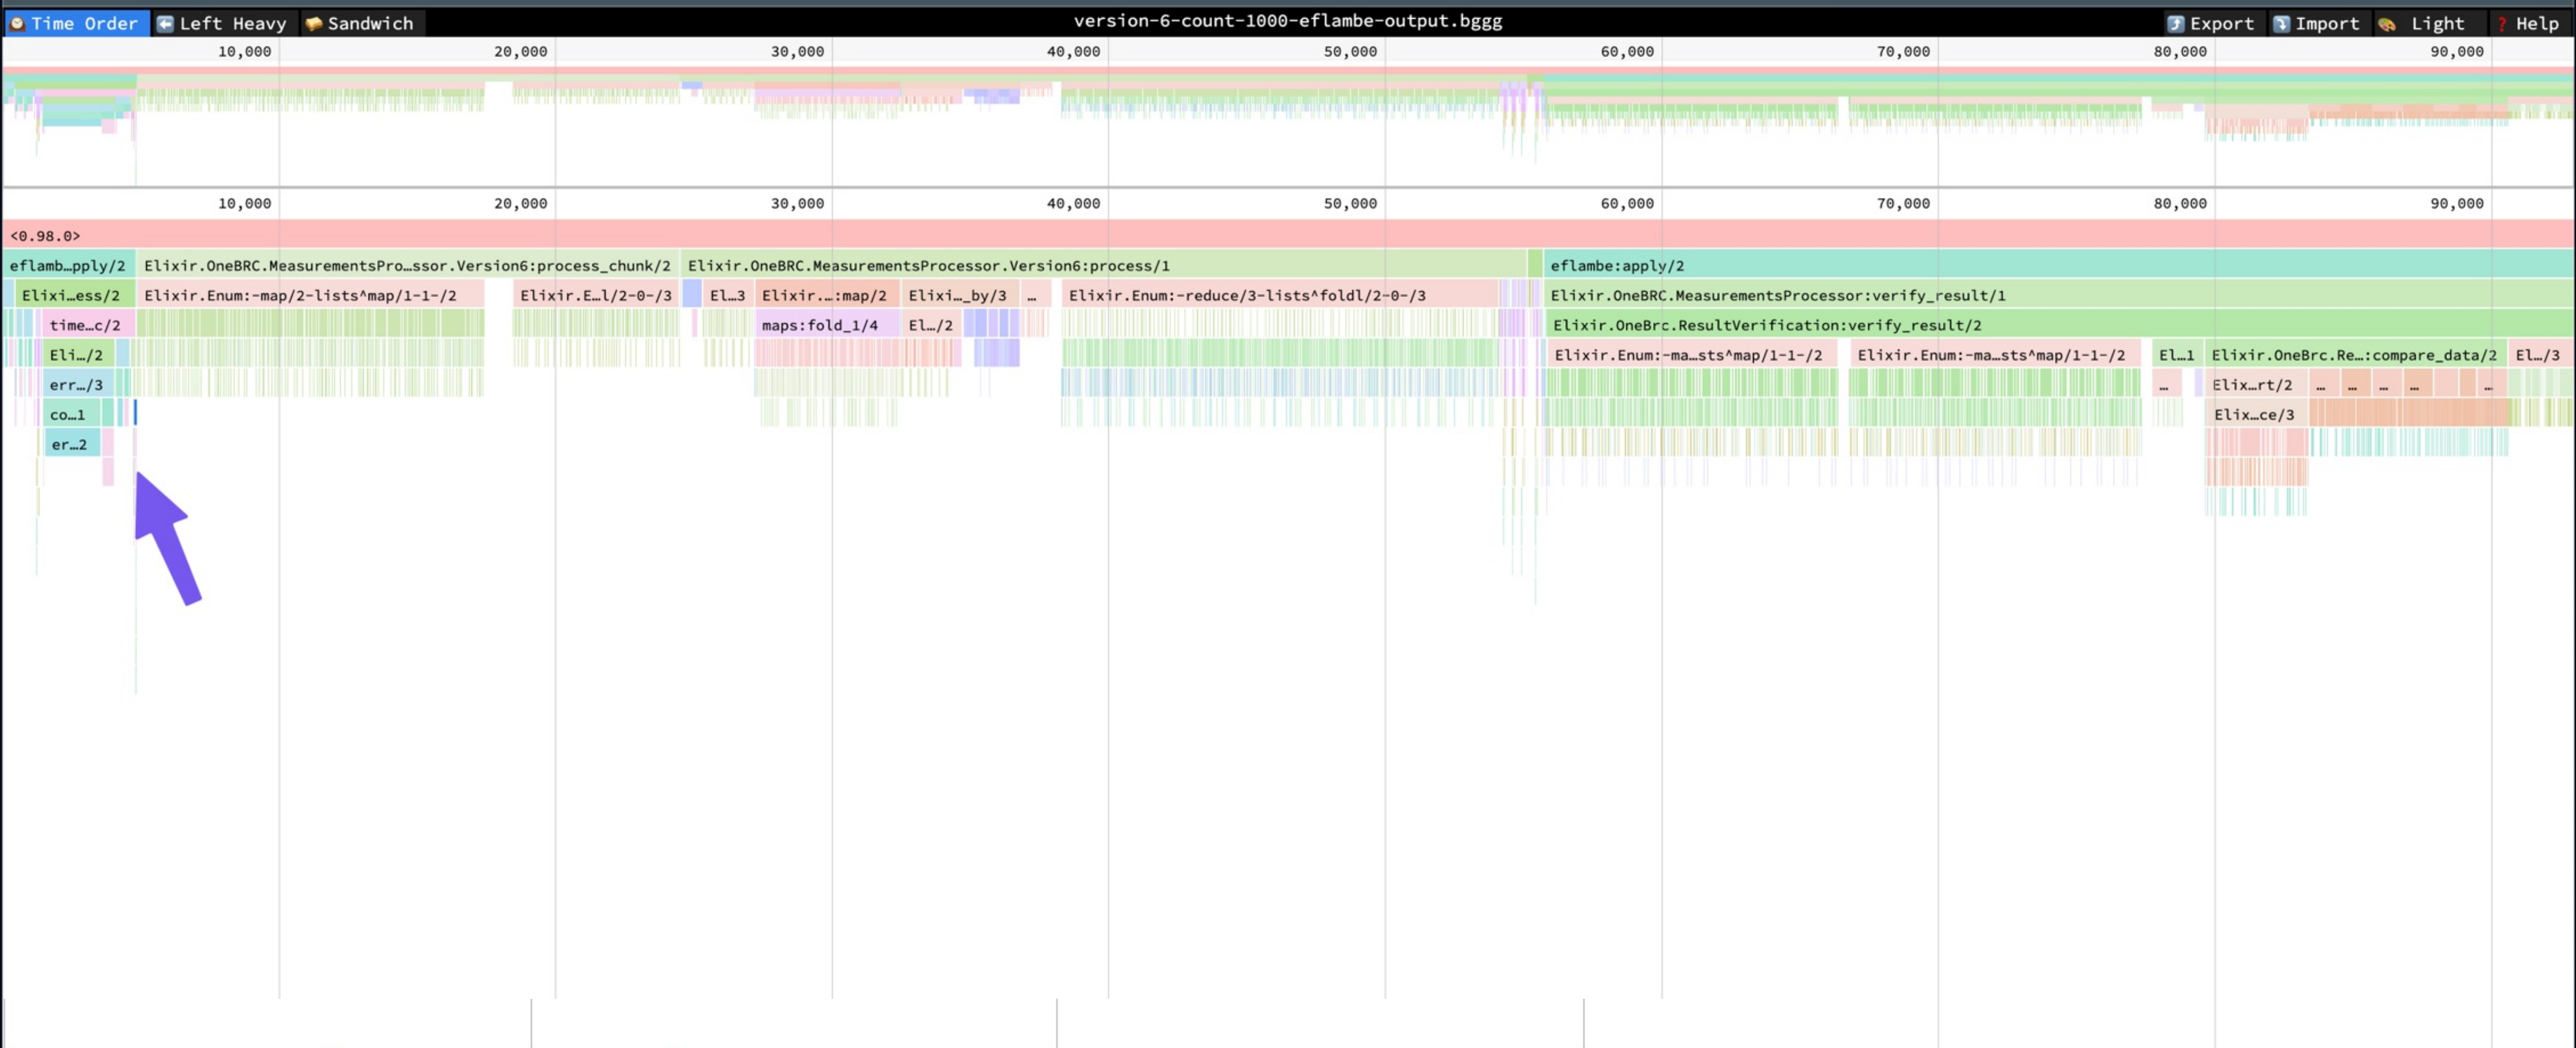 Time Order Left Heavy Sandwich version-6-count-1000-eflambe-output.bggg Export Import Light ? Help
10,000 20,000 30,000 40,000 50,000 60,000 70,000 80,000 90,000
10,000 20,000 30,000 40,000 50,000 60,000 70,000 80,000 90,000
<0.98.0>
eflamb…pply/2 Elixir.OneBRC.MeasurementsPro…ssor.Version6:process_chunk/2 Elixir.OneBRC.MeasurementsProcessor.Version6:process/1 eflambe:apply/2
Elixi…ess/2 Elixir.Enum:-map/2-lists^map/1-1-/2 Elixir.E…l/2-0-/3 El…3 Elixir...:map/2 Elixi…_by/3 … Elixir.Enum:-reduce/3-lists^foldl/2-0-/3 Elixir.OneBRC.MeasurementsProcessor:verify_result/1
time…c/2 maps:fold_1/4 El…/2 Elixir.OneBrc.ResultVerification:verify_result/2
Eli…/2 Elixir.Enum:-ma…sts^map/1-1-/2 Elixir.Enum:-ma…sts^map/1-1-/2 El…1 Elixir.OneBrc.Re…:compare_data/2 El…/3
err…/3 … Elix…rt/2 … … … … …
co…1 Elix…ce/3
er…2